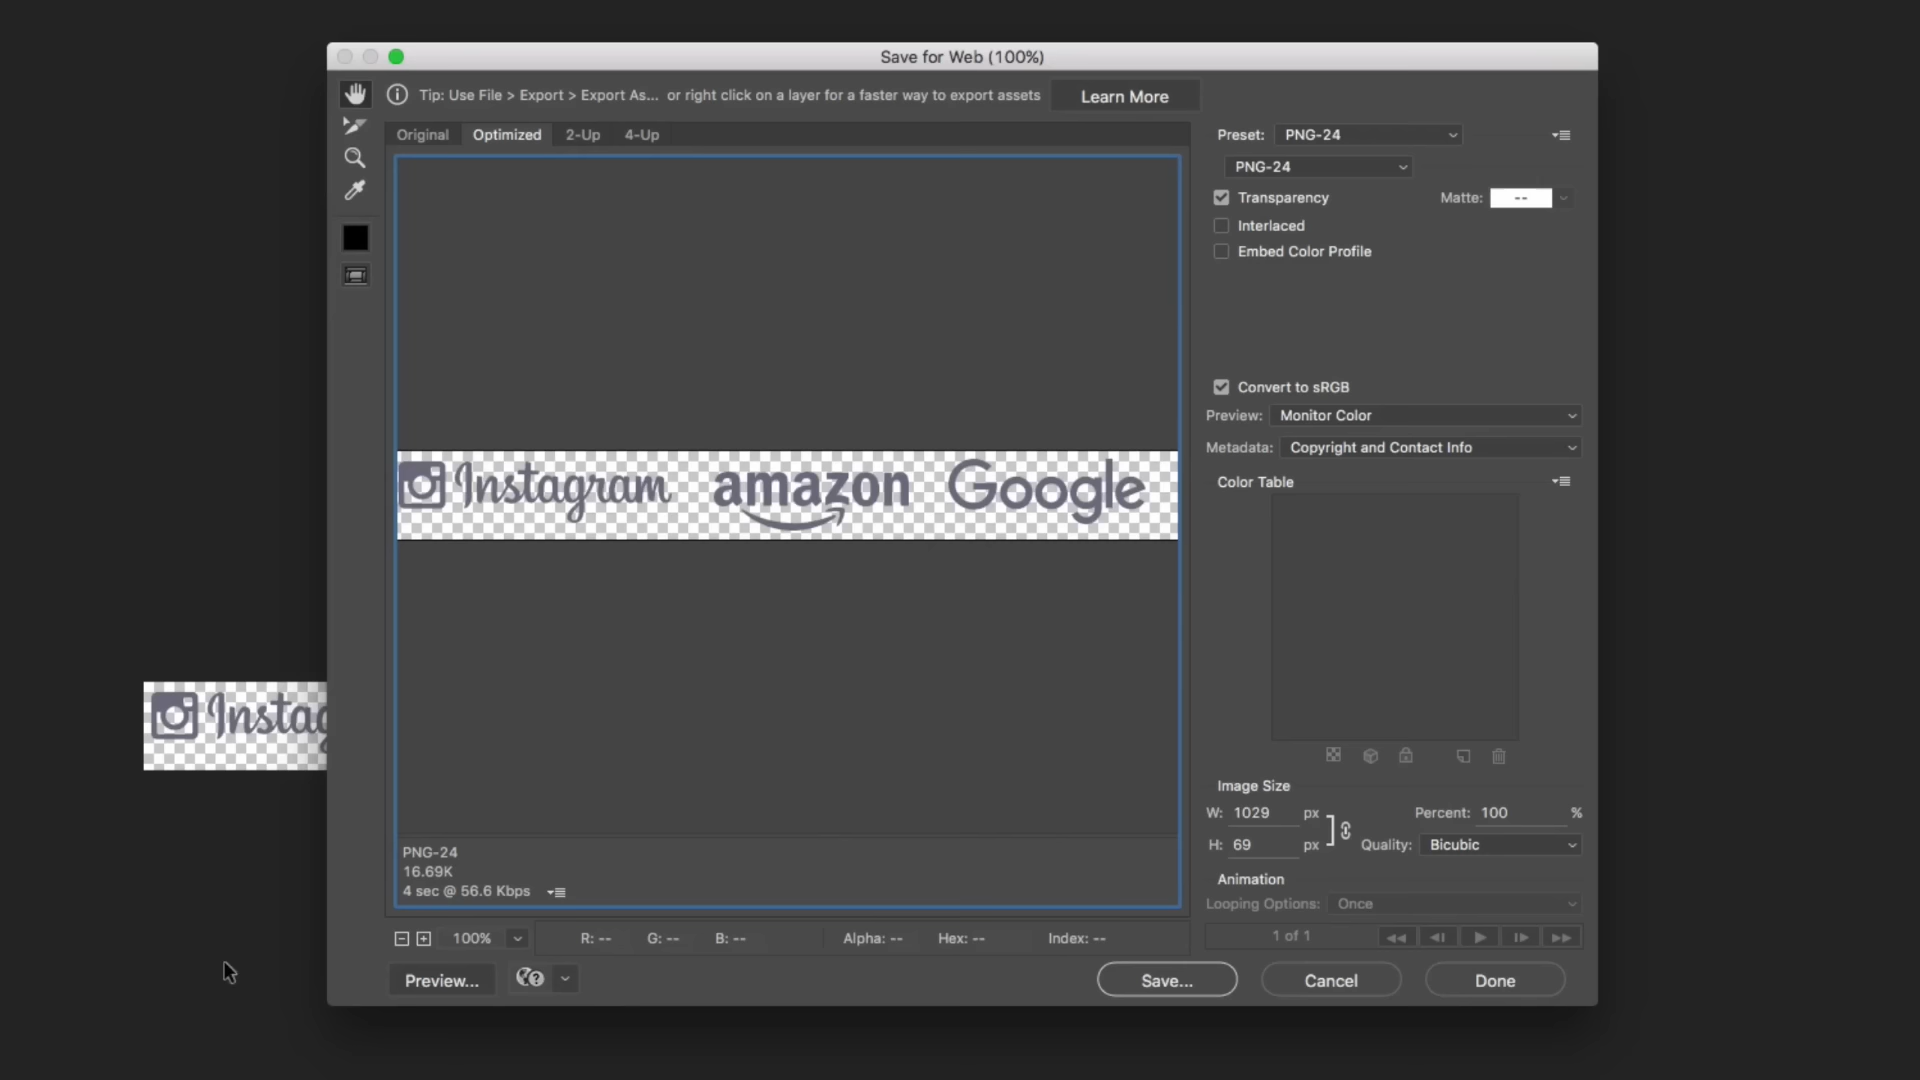 Save for Web (100%)
Tip: Use File > Export > Export As... or right click on a layer for a faster way to export assets
Learn More
Original
Optimized
2-Up
4-Up
Preset: PNG-24
PNG-24
Transparency
Matte: --
Interlaced
Embed Color Profile
Convert to sRGB
Preview: Monitor Color
Metadata: Copyright and Contact Info
Color Table
Instagram amazon Google
Instag
Image Size
W: 1029 px
Percent: 100 %
H: 69 px
Quality: Bicubic
PNG-24
16.69K
4 sec @ 56.6 Kbps
Animation
Looping Options: Once
1 of 1
100%
R: --
G: --
B: --
Alpha: --
Hex: --
Index: --
Preview...
Save...
Cancel
Done